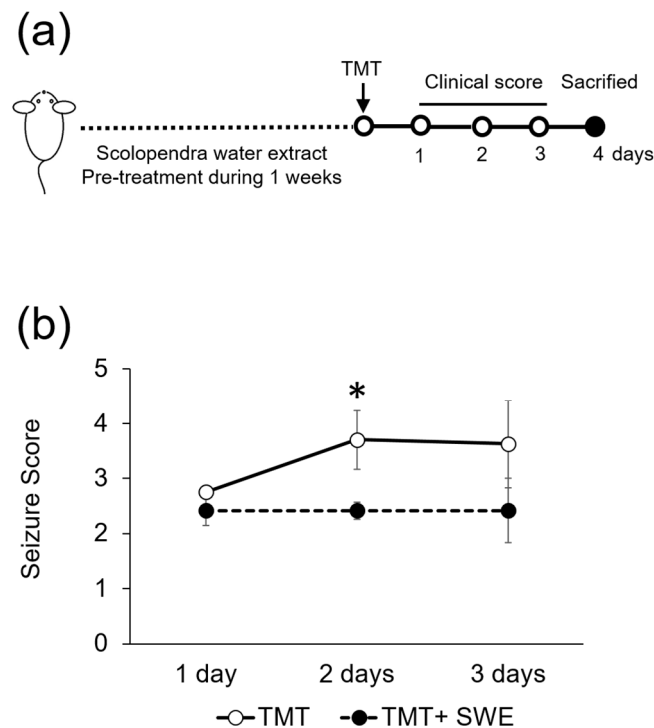 (a)
TMT
Clinical score
Sacrified
Scolopendra water extract
Pre-treatment during 1 weeks
1 2 3 4 days
(b)
Seizure Score
5
4
3
2
1
0
*
1 day 2 days 3 days
TMT TMT+ SWE